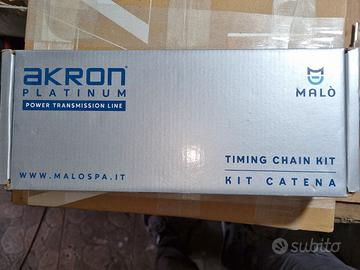 AKRON®
PLATINUM
POWER TRANSMISSION LINE
MALÒ
WWW.MALOSPA.IT
TIMING CHAIN KIT
KIT CATENA
subito